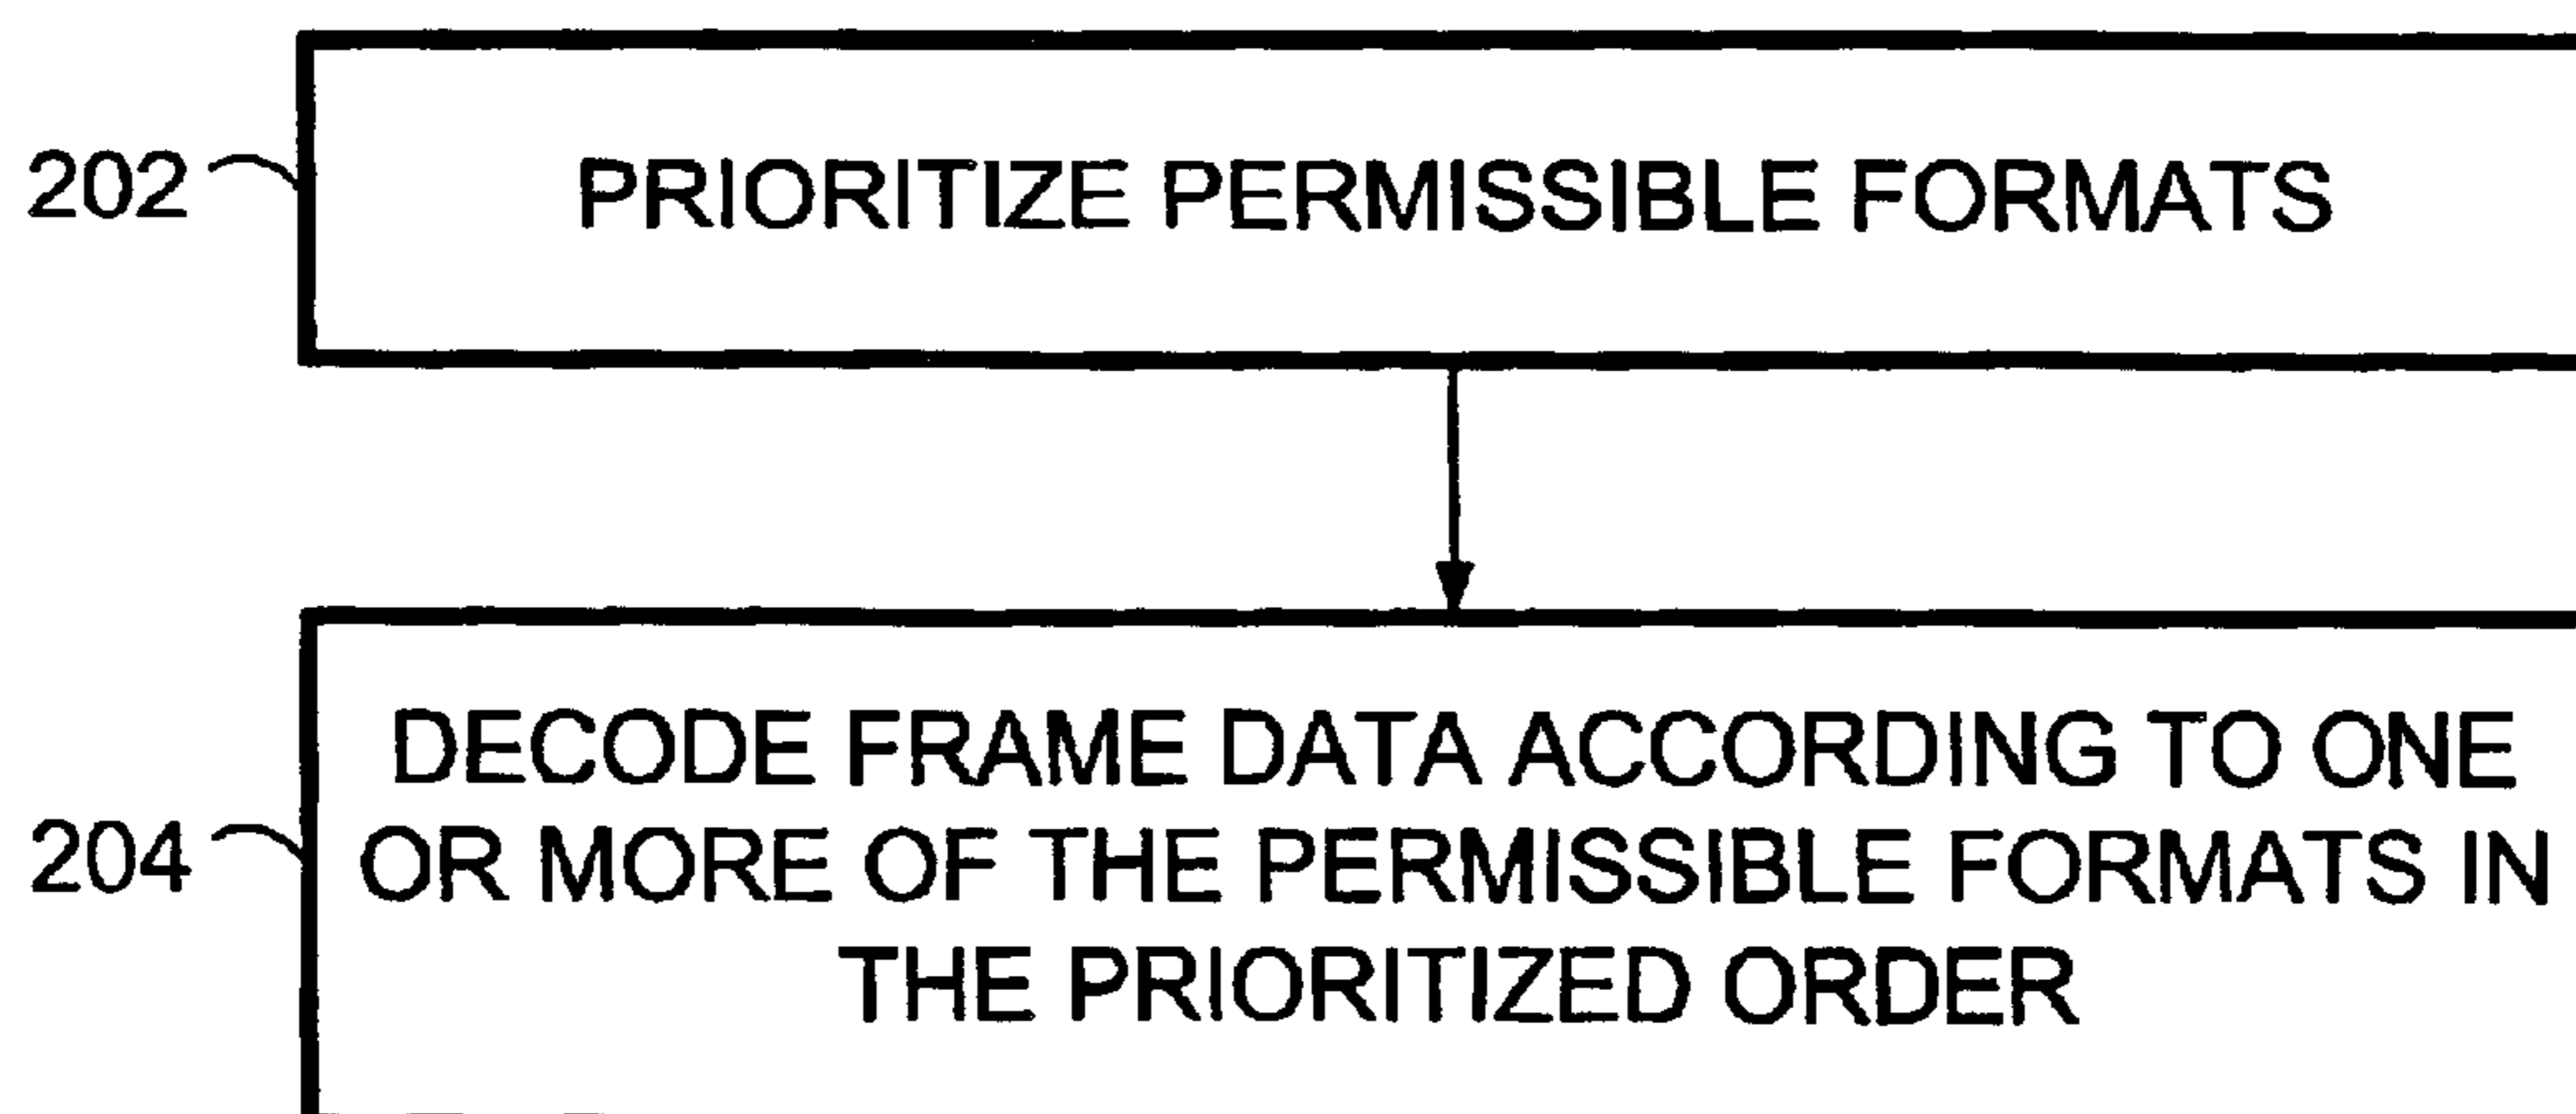 202
PRIORITIZE PERMISSIBLE FORMATS
DECODE FRAME DATA ACCORDING TO ONE
204
OR MORE OF THE PERMISSIBLE FORMATS IN
THE PRIORITIZED ORDER